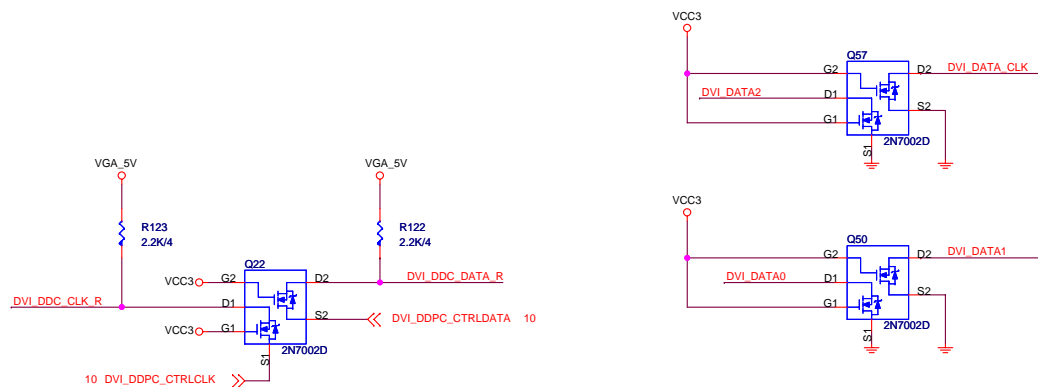 VCC3
Q57
G2
D2
DVI_DATA_CLK
DVI_DATA2
D1
S2
G1
2N7002D
S1
VGA_5V
R123
2.2K/4
VGA_5V
R122
2.2K/4
Q22
VCC3
G2
D2
DVI_DDC_DATA_R
DVI_DDC_CLK_R
D1
S2
DVI_DDPC_CTRLDATA 10
VCC3
G1
2N7002D
S1
10 DVI_DDPC_CTRLCLK
VCC3
Q50
G2
D2
DVI_DATA1
DVI_DATA0
D1
S2
G1
2N7002D
S1